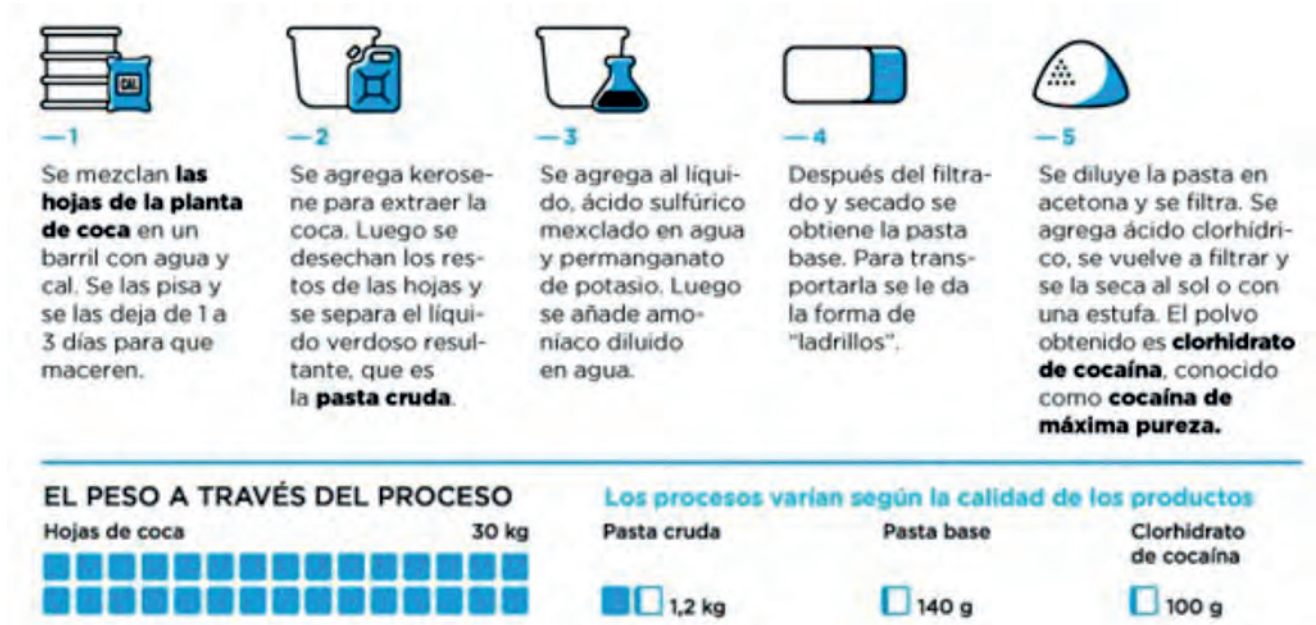 CAL
—1
Se mezclan las
hojas de la planta
de coca en un
barril con agua y
cal. Se las pisa y
se las deja de 1 a
3 días para que
maceren.
—2
Se agrega kerose-
ne para extraer la
coca. Luego se
desechan los res-
tos de las hojas y
se separa el líqui-
do verdoso resul-
tante, que es
la pasta cruda.
—3
Se agrega al líqui-
do, ácido sulfúrico
mexclado en agua
y permanganato
de potasio. Luego
se añade amo-
níaco diluido
en agua.
—4
Después del filtra-
do y secado se
obtiene la pasta
base. Para trans-
portarla se le da
la forma de
"ladrillos".
—5
Se diluye la pasta en
acetona y se filtra. Se
agrega ácido clorhídri-
co, se vuelve a filtrar y
se la seca al sol o con
una estufa. El polvo
obtenido es clorhidrato
de cocaína, conocido
como cocaína de
máxima pureza.
EL PESO A TRAVÉS DEL PROCESO
Hojas de coca 30 kg
Los procesos varían según la calidad de los productos
Pasta cruda
1,2 kg
Pasta base
140 g
Clorhidrato
de cocaína
100 g